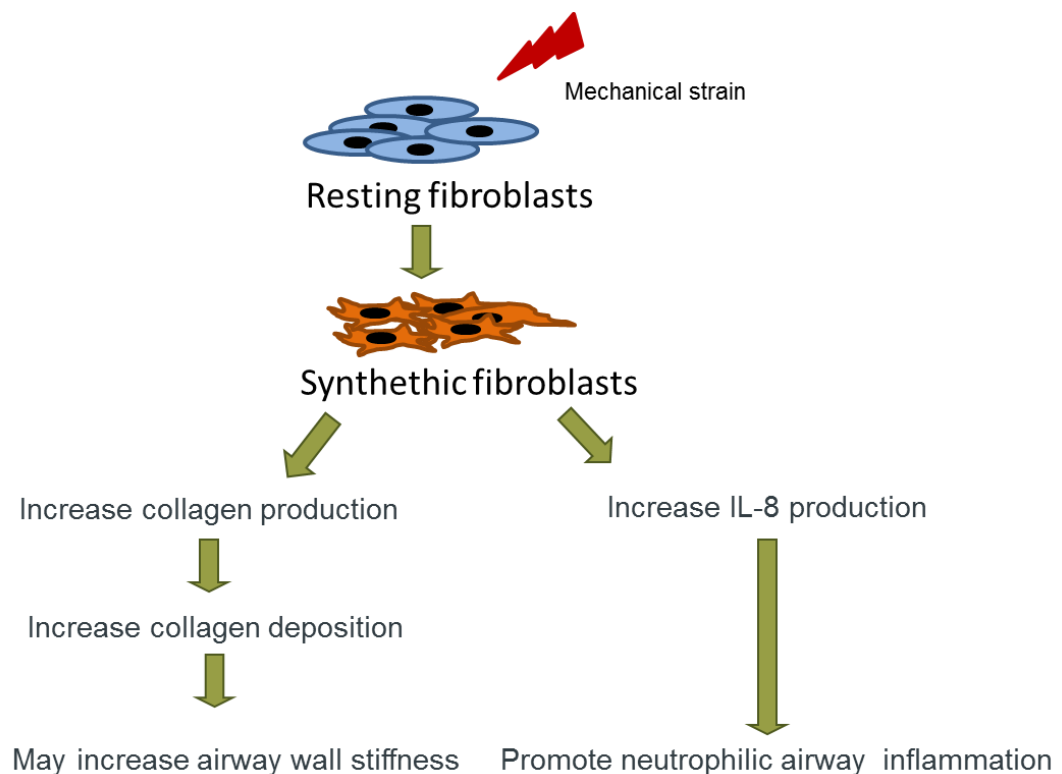 Mechanical strain
Resting fibroblasts
Synthethic fibroblasts
Increase collagen production
Increase IL-8 production
Increase collagen deposition
May increase airway wall stiffness
Promote neutrophilic airway inflammation